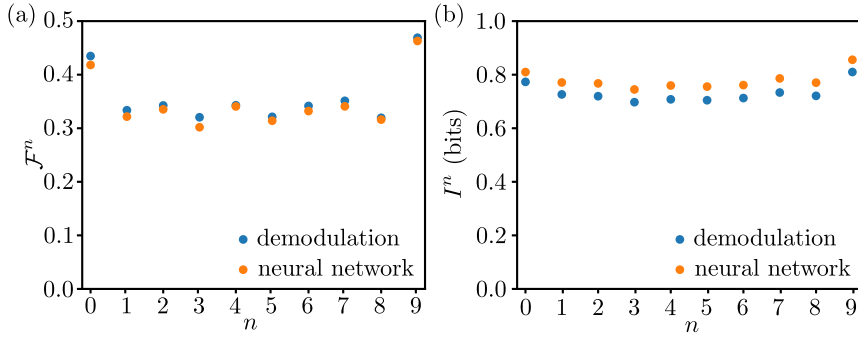 (a)
0.5
0.4
0.3
0.2
0.1
0.0
ℱⁿ
demodulation
neural network
0 1 2 3 4 5 6 7 8 9
n
(b)
1.0
0.8
0.6
0.4
0.2
0.0
Iⁿ (bits)
demodulation
neural network
0 1 2 3 4 5 6 7 8 9
n